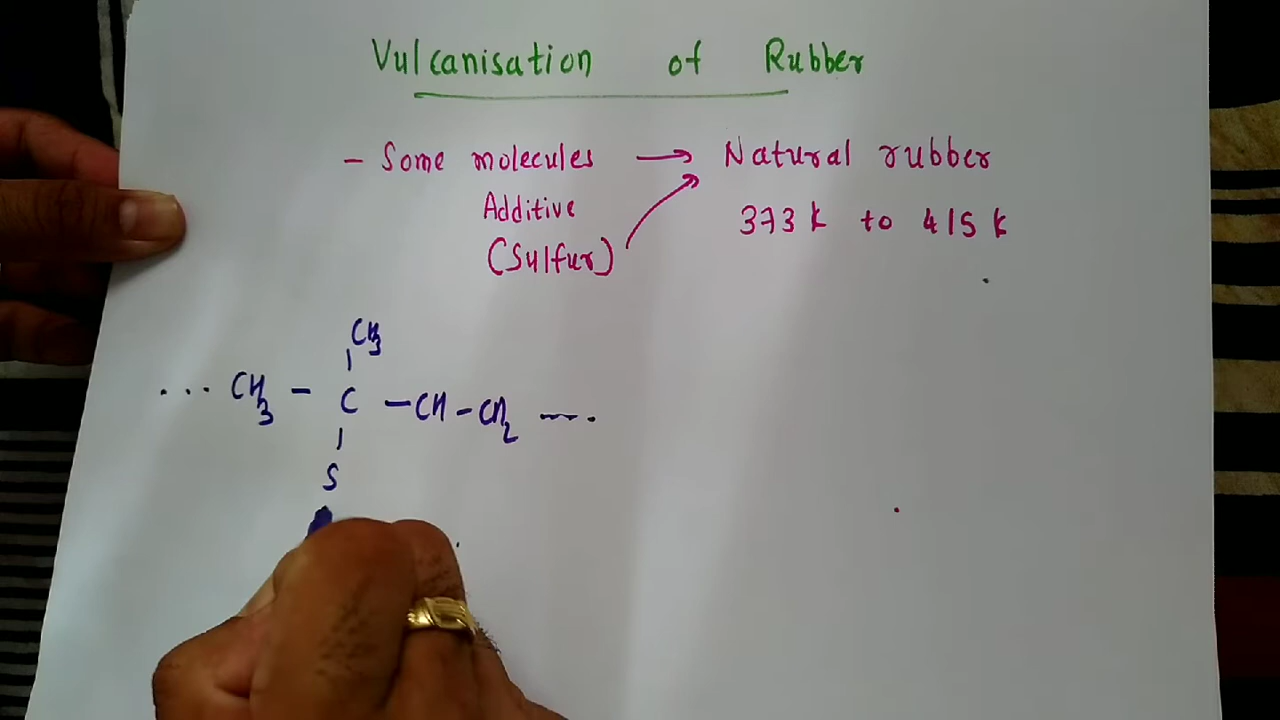 Vulcanisation of Rubber
- Some molecules → Natural rubber
Additive 373 k to 415 k
(Sulfur)
CH3
... CH3 - C - CH - CH2 ----.
S